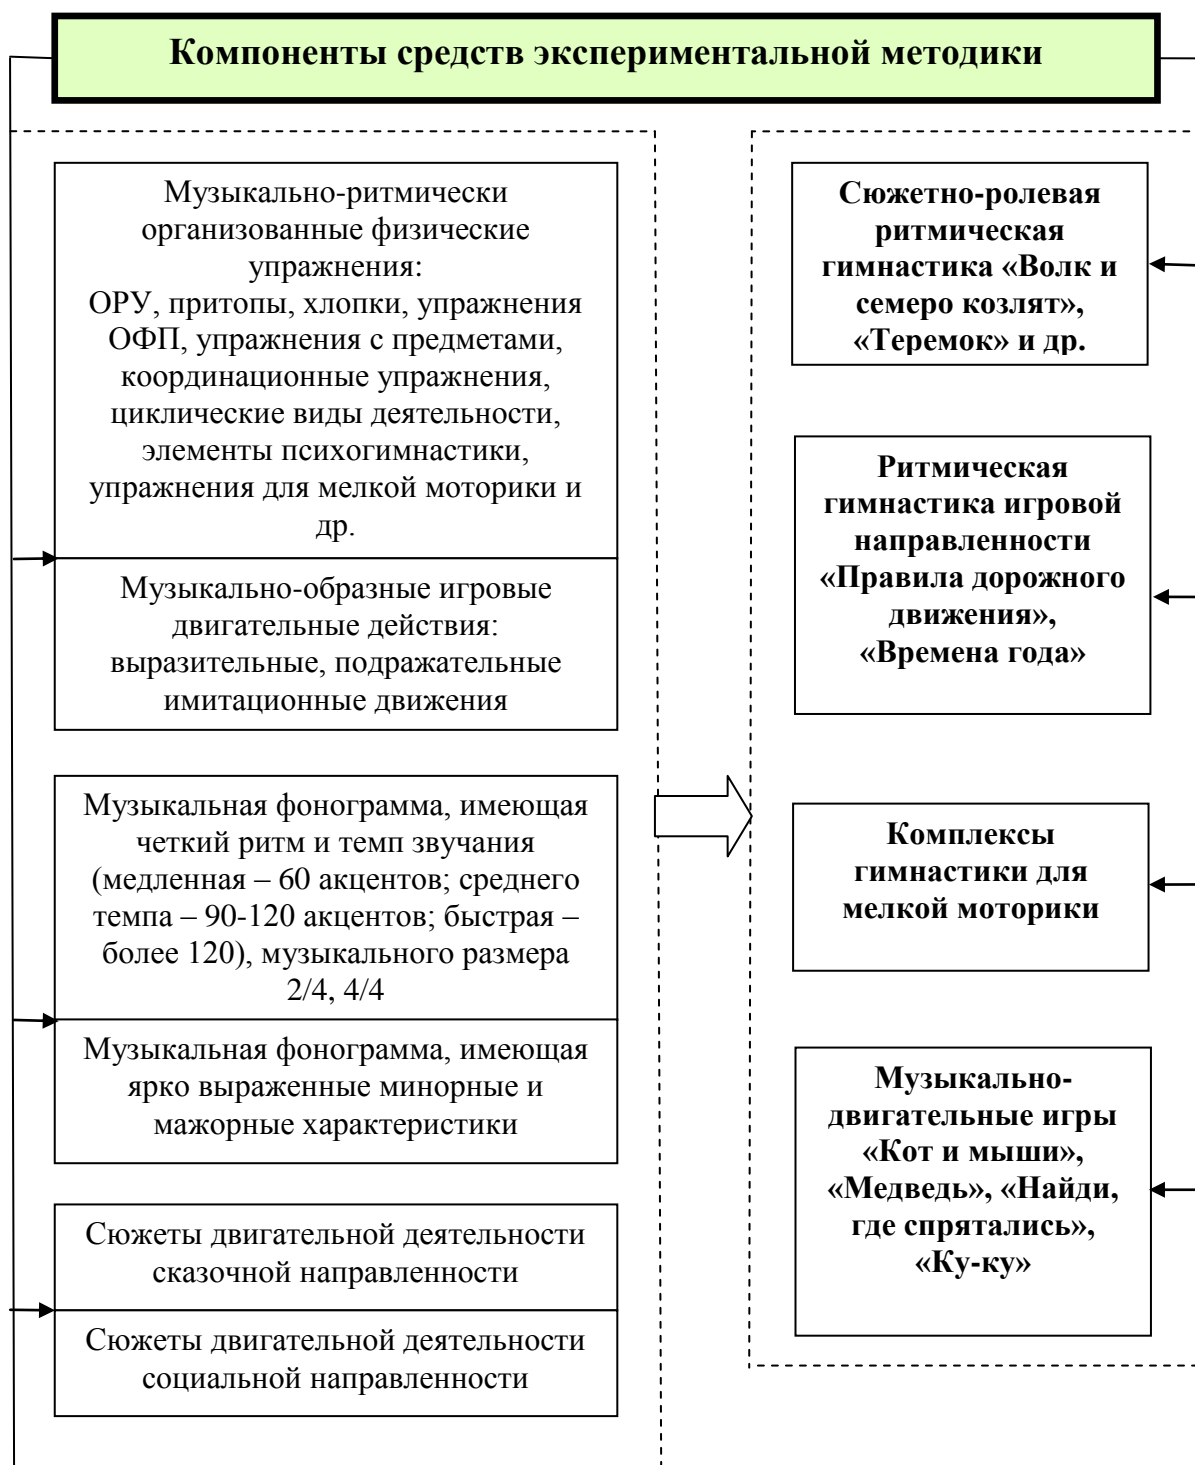 Компоненты средств экспериментальной методики
Музыкально-ритмически
организованные физические
упражнения:
ОРУ, притопы, хлопки, упражнения
ОФП, упражнения с предметами,
координационные упражнения,
циклические виды деятельности,
элементы психогимнастики,
упражнения для мелкой моторики и
др.
Музыкально-образные игровые
двигательные действия:
выразительные, подражательные
имитационные движения
Музыкальная фонограмма, имеющая
четкий ритм и темп звучания
(медленная – 60 акцентов; среднего
темпа – 90-120 акцентов; быстрая –
более 120), музыкального размера
2/4, 4/4
Музыкальная фонограмма, имеющая
ярко выраженные минорные и
мажорные характеристики
Сюжеты двигательной деятельности
сказочной направленности
Сюжеты двигательной деятельности
социальной направленности
Сюжетно-ролевая
ритмическая
гимнастика «Волк и
семеро козлят»,
«Теремок» и др.
Ритмическая
гимнастика игровой
направленности
«Правила дорожного
движения»,
«Времена года»
Комплексы
гимнастики для
мелкой моторики
Музыкально-
двигательные игры
«Кот и мыши»,
«Медведь», «Найди,
где спрятались»,
«Ку-ку»